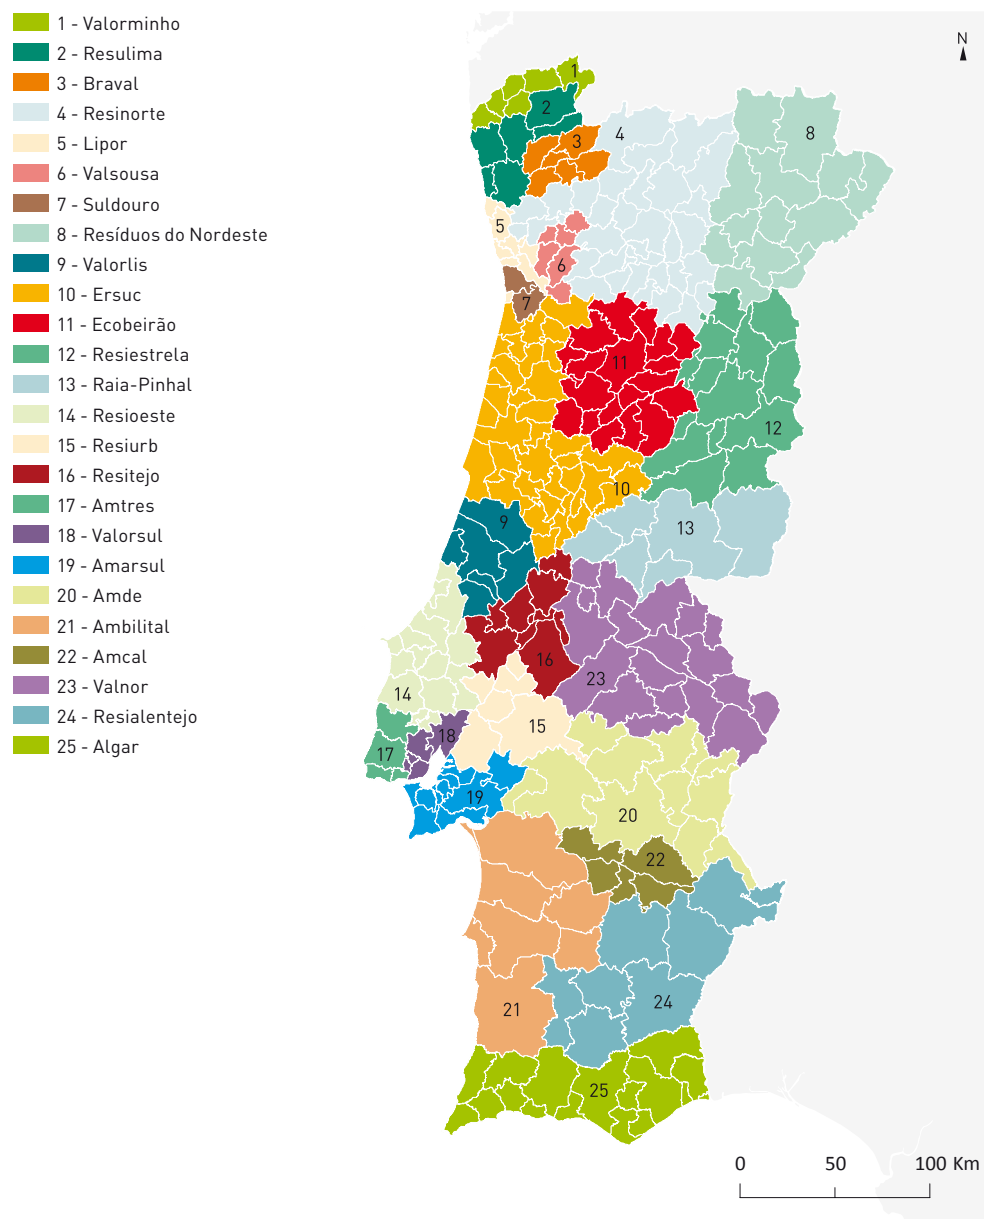 1 - Valorminho
2 - Resulima
3 - Braval
4 - Resinorte
5 - Lipor
6 - Valsousa
7 - Suldouro
8 - Resíduos do Nordeste
9 - Valorlis
10 - Ersuc
11 - Ecobeirão
12 - Resiestrela
13 - Raia-Pinhal
14 - Resioeste
15 - Resiurb
16 - Resitejo
17 - Amtres
18 - Valorsul
19 - Amarsul
20 - Amde
21 - Ambilital
22 - Amcal
23 - Valnor
24 - Resialentejo
25 - Algar
N
1
2
3
4
8
5
6
7
11
12
10
9
13
16
23
14
15
18
17
19
20
22
21
24
25
0 50 100 Km